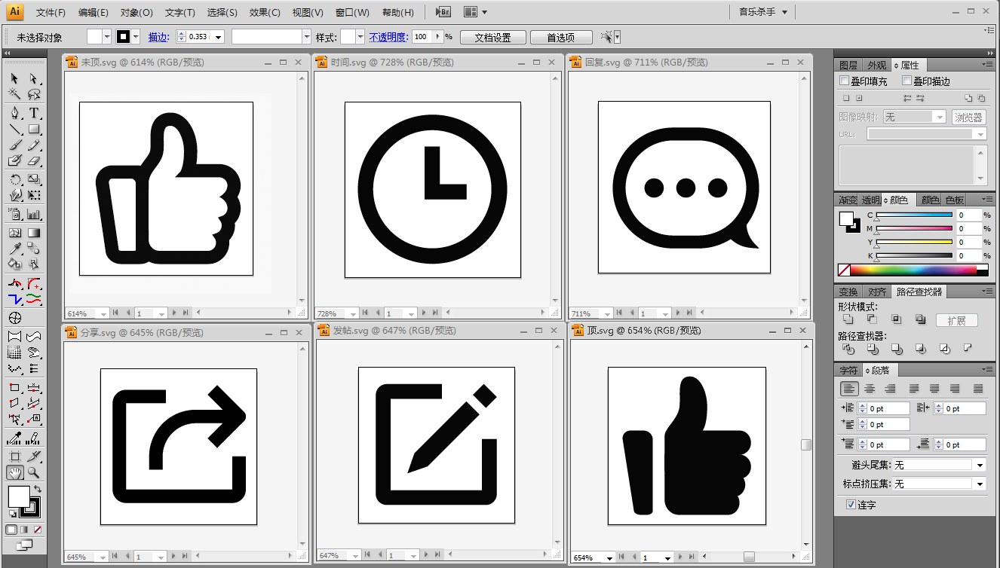 Ai 文件(F) 编辑(E) 对象(O) 文字(T) 选择(S) 效果(C) 视图(V) 窗口(W) 帮助(H) Br 音乐杀手
未选择对象 描边: 0.353 样式: 不透明度: 100 % 文档设置 首选项
Ai 未顶.svg @ 614% (RGB/预览)
Ai 时间.svg @ 728% (RGB/预览)
Ai 回复.svg @ 711% (RGB/预览)
614% 1
728% 1
711% 1
Ai 分享.svg @ 645% (RGB/预览)
Ai 发帖.svg @ 647% (RGB/预览)
Ai 顶.svg @ 654% (RGB/预览)
645% 1
647% 1
654% 1
图层 外观 属性
叠印填充 叠印描边
图像映射: 无 浏览器
URL:
渐变 透明 颜色 颜色 色板
C 0 %
M 0 %
Y 0 %
K 0 %
变换 对齐 路径查找器
形状模式:
扩展
路径查找器:
字符 段落
0 pt 0 pt
0 pt
0 pt 0 pt
避头尾集: 无
标点挤压集: 无
连字